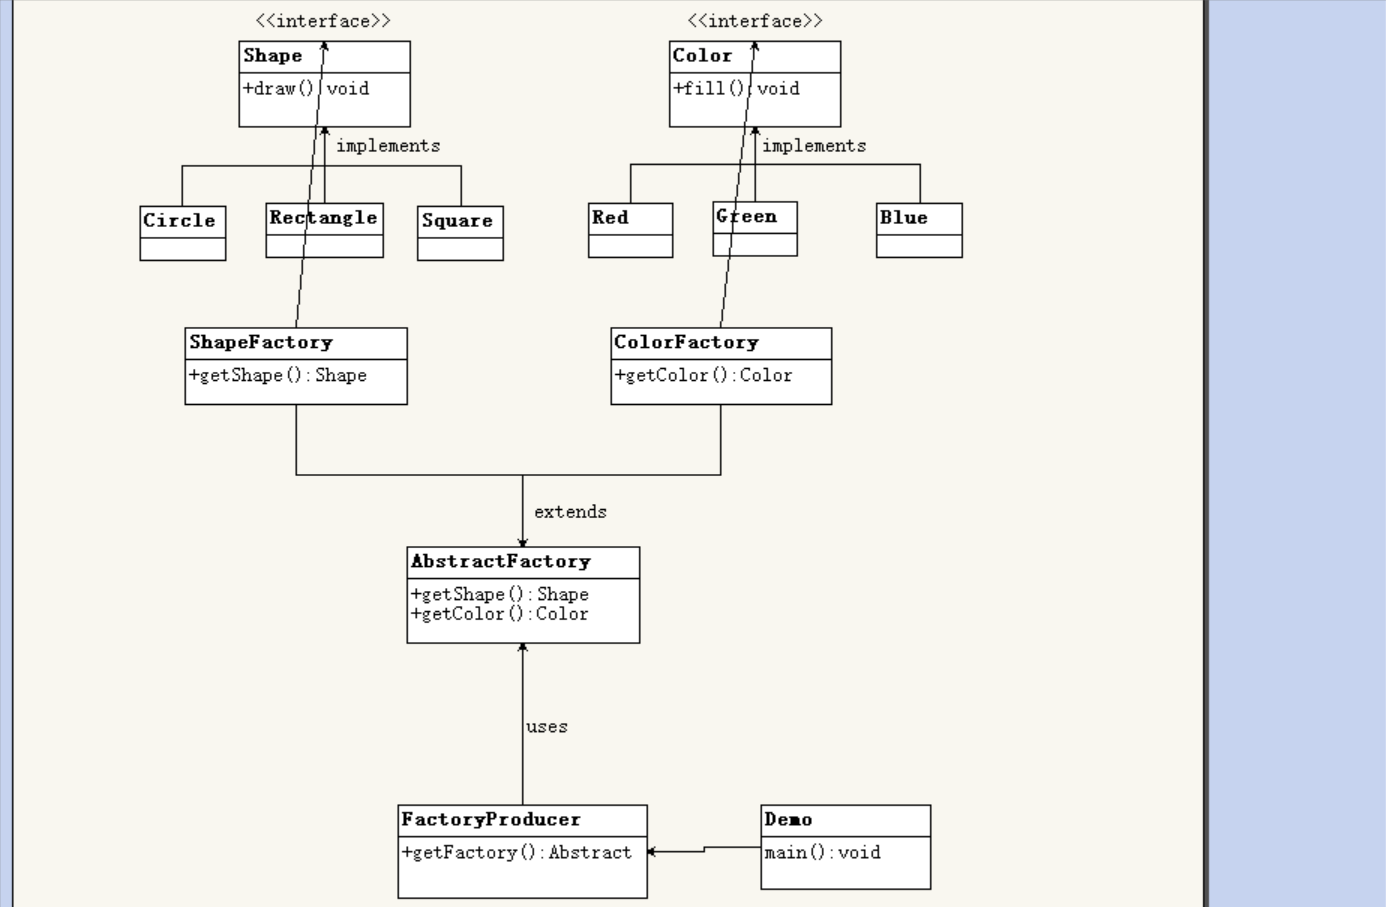 <<interface>>
<<interface>>
Shape
Color
+draw():void
+fill():void
implements
implements
Circle
Rectangle
Square
Red
Green
Blue
ShapeFactory
ColorFactory
+getShape():Shape
+getColor():Color
extends
AbstractFactory
+getShape():Shape
+getColor():Color
uses
FactoryProducer
Demo
+getFactory():Abstract
main():void